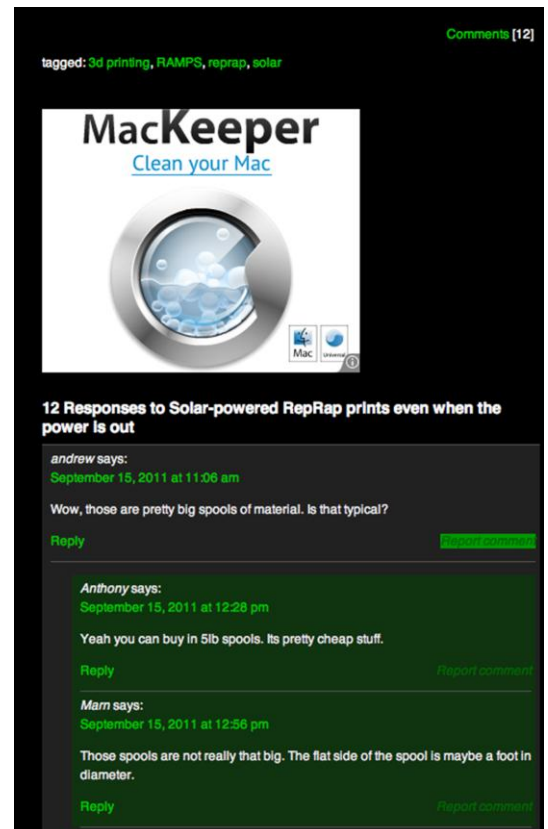 Comments [12]
tagged: 3d printing, RAMPS, reprap, solar
MacKeeper
Clean your Mac
Mac
Universal
12 Responses to Solar-powered RepRap prints even when the
power is out
andrew says:
September 15, 2011 at 11:06 am
Wow, those are pretty big spools of material. Is that typical?
Reply
Report comment
Anthony says:
September 15, 2011 at 12:28 pm
Yeah you can buy in 5lb spools. Its pretty cheap stuff.
Reply
Report comment
Marn says:
September 15, 2011 at 12:56 pm
Those spools are not really that big. The flat side of the spool is maybe a foot in
diameter.
Reply
Report comment